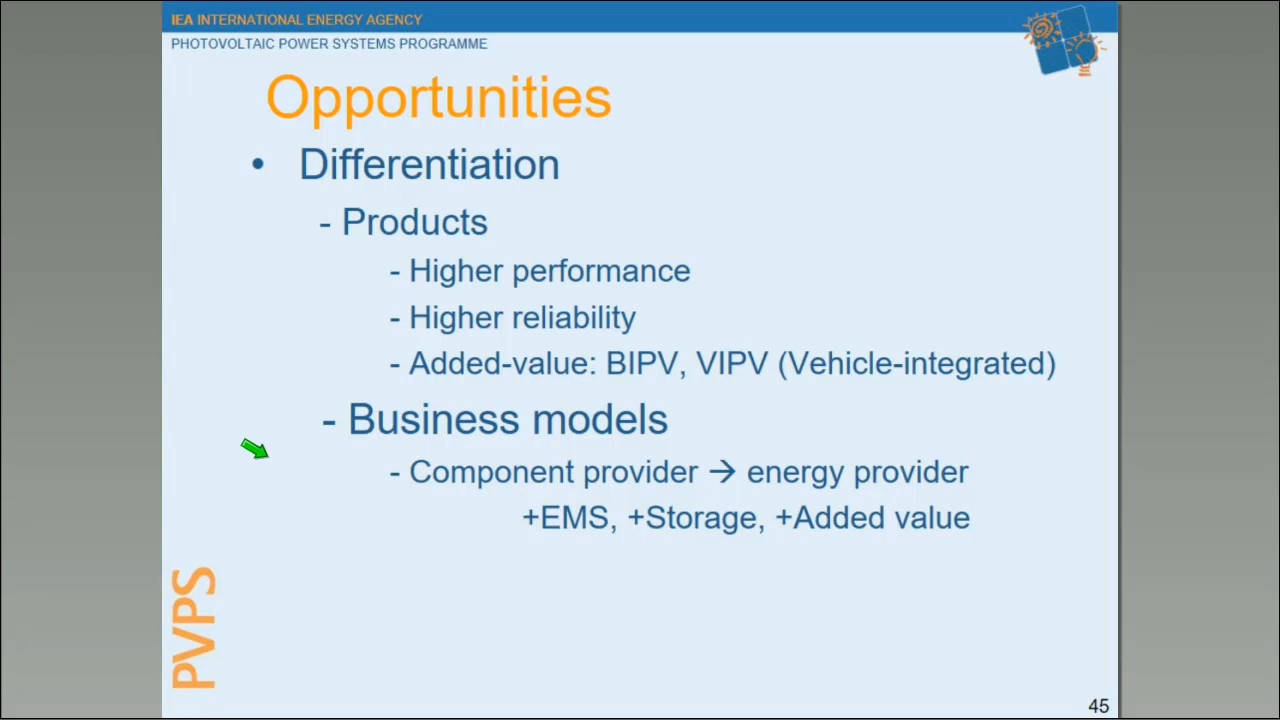 IEA INTERNATIONAL ENERGY AGENCY
PHOTOVOLTAIC POWER SYSTEMS PROGRAMME
Opportunities
• Differentiation
- Products
- Higher performance
- Higher reliability
- Added-value: BIPV, VIPV (Vehicle-integrated)
- Business models
- Component provider → energy provider
+EMS, +Storage, +Added value
PVPS
45